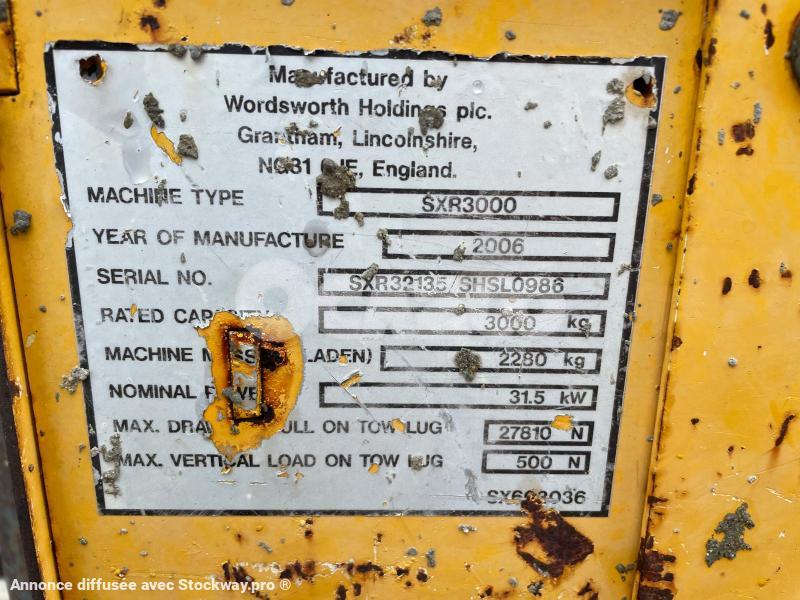 Manufactured by
Wordsworth Holdings plc.
Grantham, Lincolnshire,
England.
MACHINE TYPE SXR3000
YEAR OF MANUFACTURE 2006
SERIAL NO. SXR32135/SHSL0986
RATED CAPACITY 3000 kg
MACHINE 2280 kg
NOMINAL 31.5 kW
MAX. ON TOW LUG 27810 N
MAX. VERTICAL LOAD ON TOW LUG 500 N
Annonce diffusée avec Stockway.pro ®